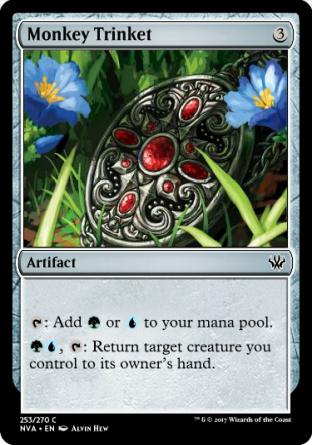 Monkey Trinket 3
Artifact
: Add or to your mana pool.
, : Return target creature you
control to its owner's hand.
253/270 C
NVA • EN Alvin Hew
™ & © 2017 Wizards of the Coast